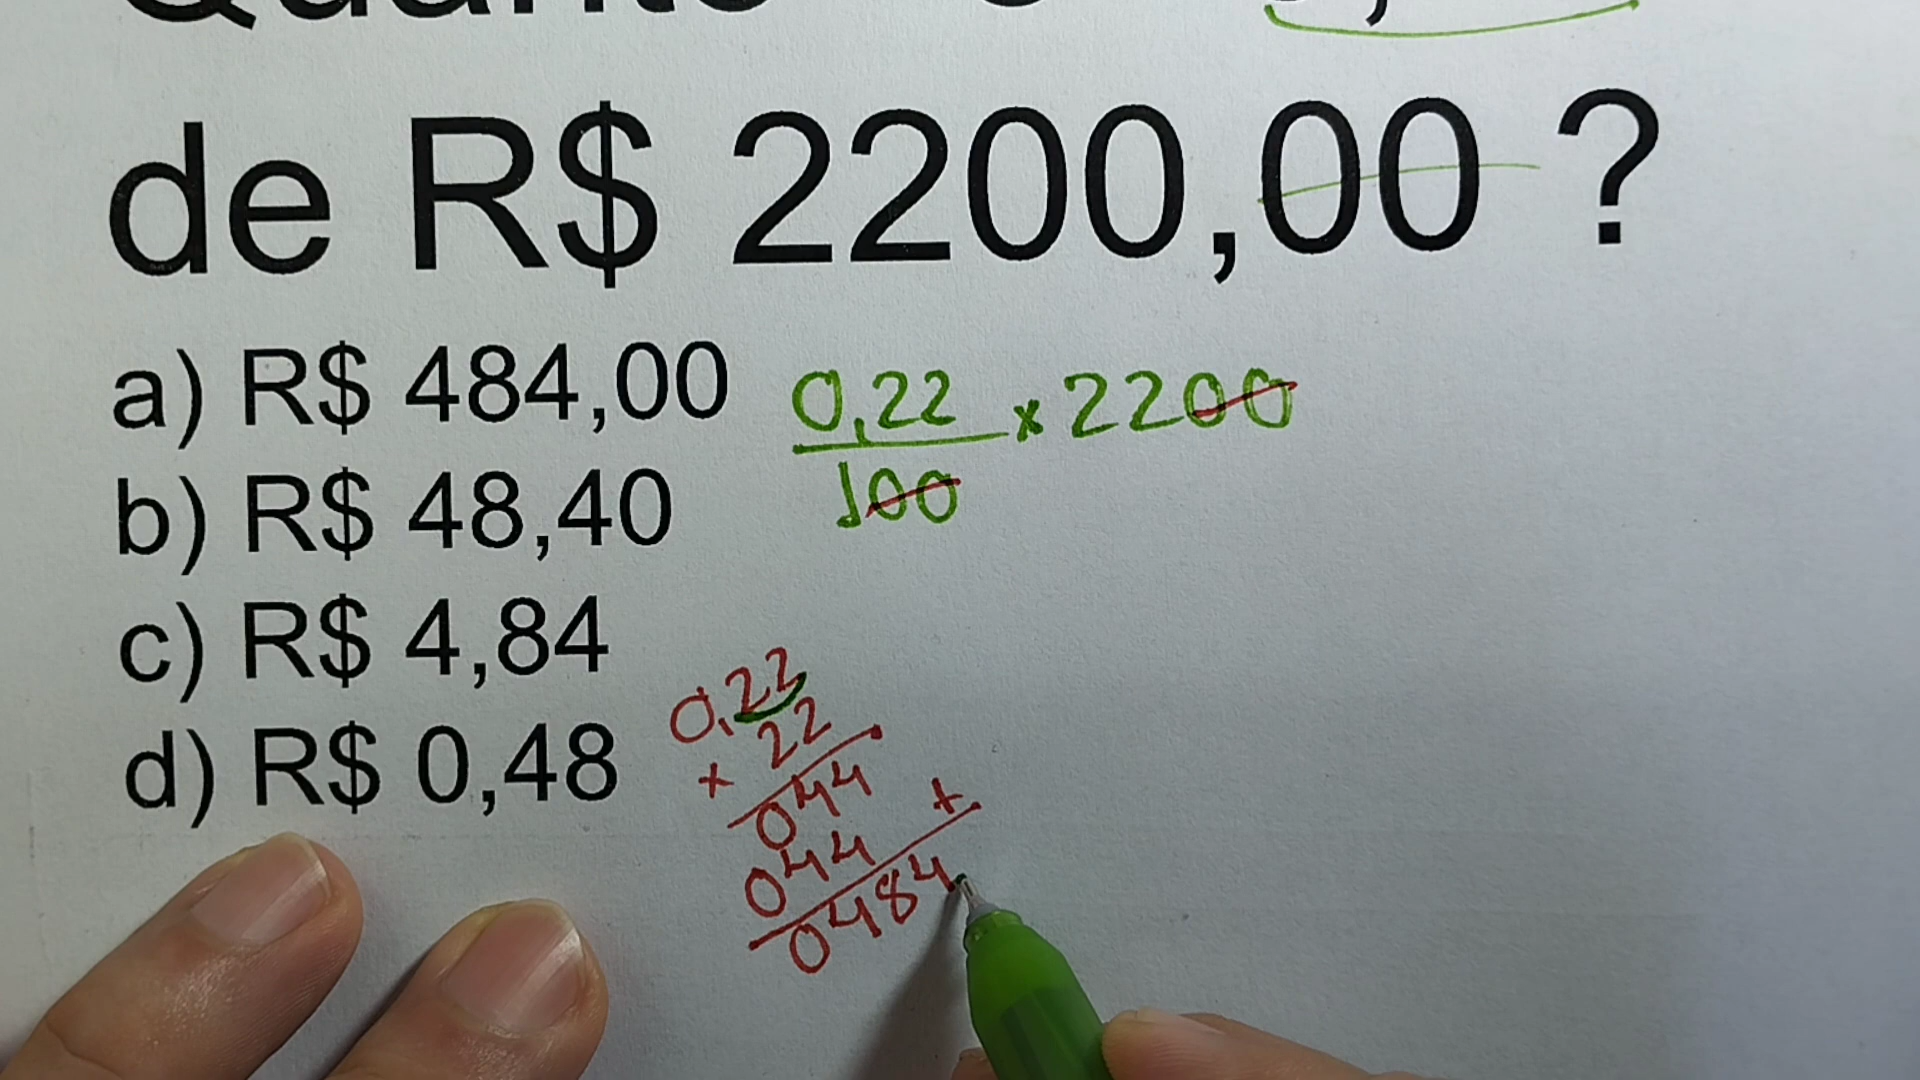 de R$ 2200,00 ?
a) R$ 484,00
b) R$ 48,40
c) R$ 4,84
d) R$ 0,48
0,22 x 2200
100
0,22
x 22
044
044 +
0484